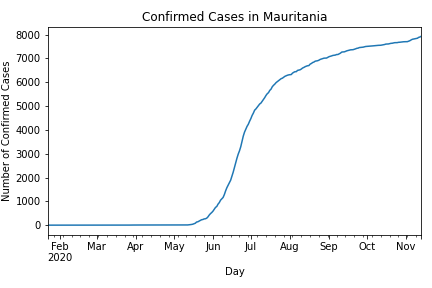 Confirmed Cases in Mauritania
Number of Confirmed Cases
8000
7000
6000
5000
4000
3000
2000
1000
0
Feb Mar Apr May Jun Jul Aug Sep Oct Nov
2020
Day